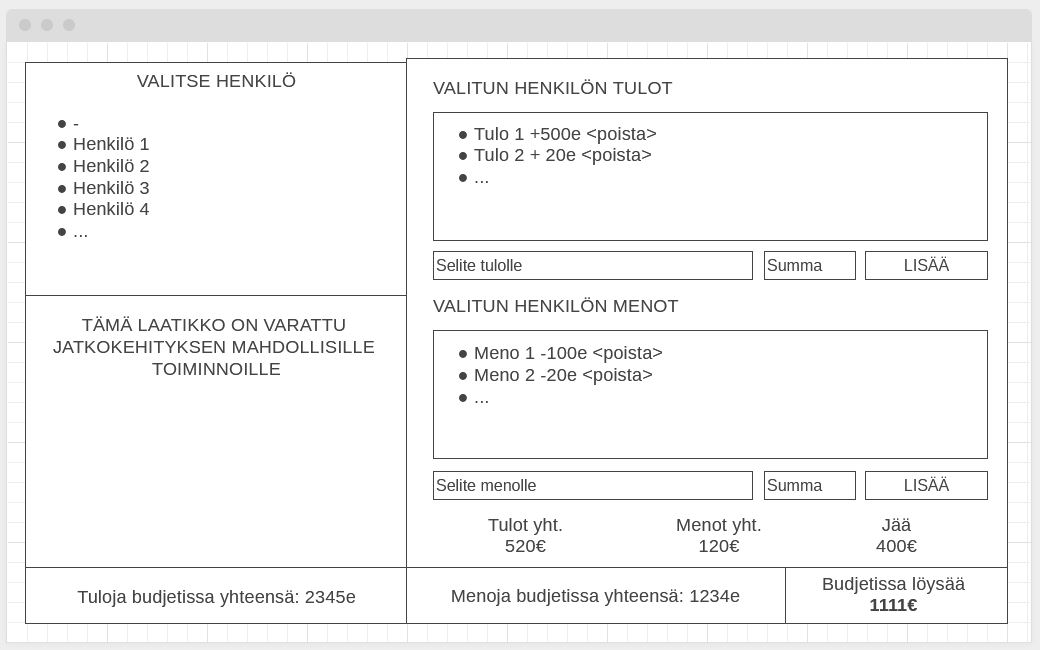 VALITSE HENKILÖ
● -
● Henkilö 1
● Henkilö 2
● Henkilö 3
● Henkilö 4
● ...
TÄMÄ LAATIKKO ON VARATTU
JATKOKEHITYKSEN MAHDOLLISILLE
TOIMINNOILLE
VALITUN HENKILÖN TULOT
● Tulo 1 +500e <poista>
● Tulo 2 + 20e <poista>
● ...
Selite tulolle
Summa
LISÄÄ
VALITUN HENKILÖN MENOT
● Meno 1 -100e <poista>
● Meno 2 -20e <poista>
● ...
Selite menolle
Summa
LISÄÄ
Tulot yht.
520€
Menot yht.
120€
Jää
400€
Tuloja budjetissa yhteensä: 2345e
Menoja budjetissa yhteensä: 1234e
Budjetissa löysää
1111€